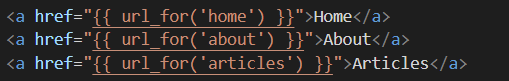 <a href="{{ url_for('home') }}">Home</a>
<a href="{{ url_for('about') }}">About</a>
<a href="{{ url_for('articles') }}">Articles</a>